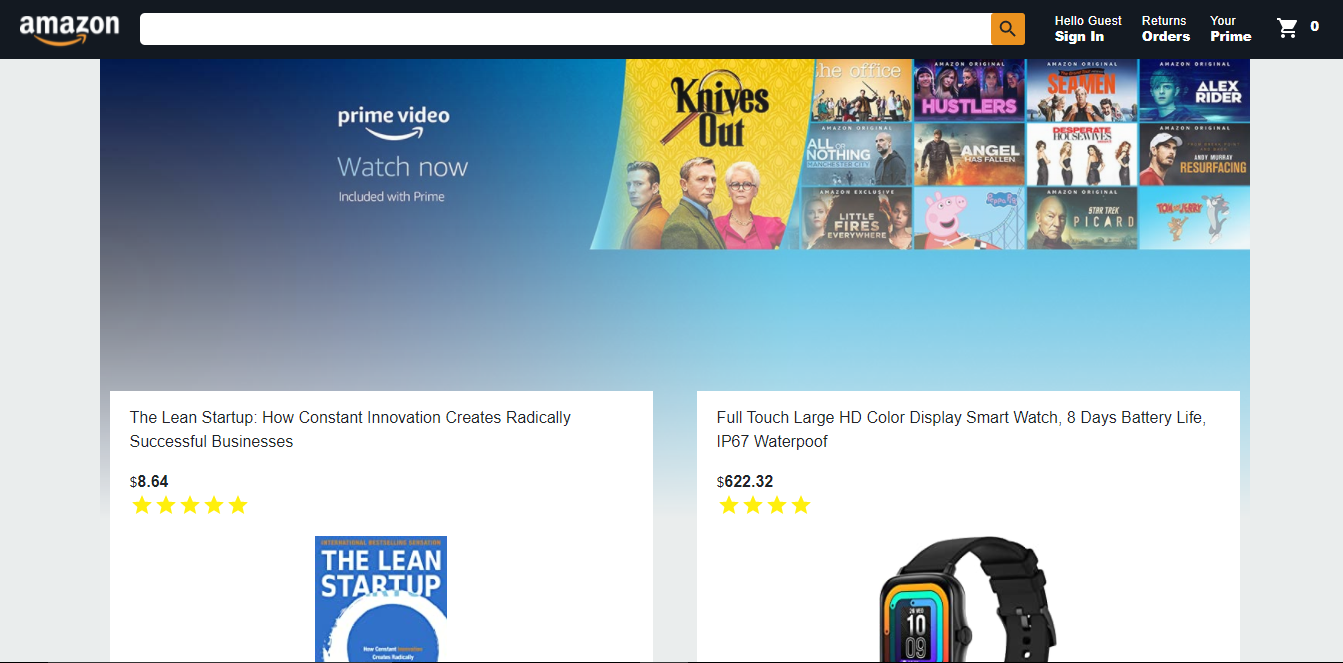 amazon
Hello Guest
Sign In
Returns
Orders
Your
Prime
0
prime video
Watch now
Included with Prime
Knives
Out
the office
AMAZON ORIGINAL
HUSTLERS
SEAMEN
AMAZON ORIGINAL
ALEX
RIDER
AMAZON ORIGINAL
ALL OR
NOTHING
MANCHESTER CITY
ANGEL
HAS FALLEN
DESPERATE
HOUSEWIVES
AMAZON ORIGINAL
ANDY MURRAY
RESURFACING
AMAZON EXCLUSIVE
LITTLE
FIRES
EVERYWHERE
Peppa Pig
AMAZON ORIGINAL
STAR TREK
PICARD
TOM and JERRY
The Lean Startup: How Constant Innovation Creates Radically
Successful Businesses
$8.64
INTERNATIONAL BESTSELLING SENSATION
THE LEAN
STARTUP
How Constant Innovation
Creates Radically
Full Touch Large HD Color Display Smart Watch, 8 Days Battery Life,
IP67 Waterpoof
$622.32
10
09